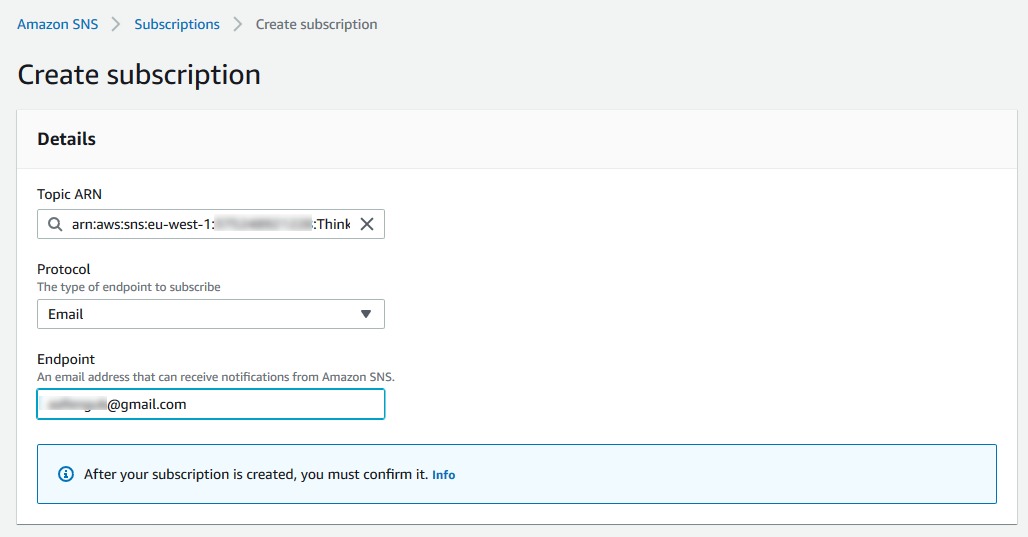 Amazon SNS > Subscriptions > Create subscription
Create subscription
Details
Topic ARN
arn:aws:sns:eu-west-1: :Think
Protocol
The type of endpoint to subscribe
Email
Endpoint
An email address that can receive notifications from Amazon SNS.
@gmail.com
After your subscription is created, you must confirm it. Info